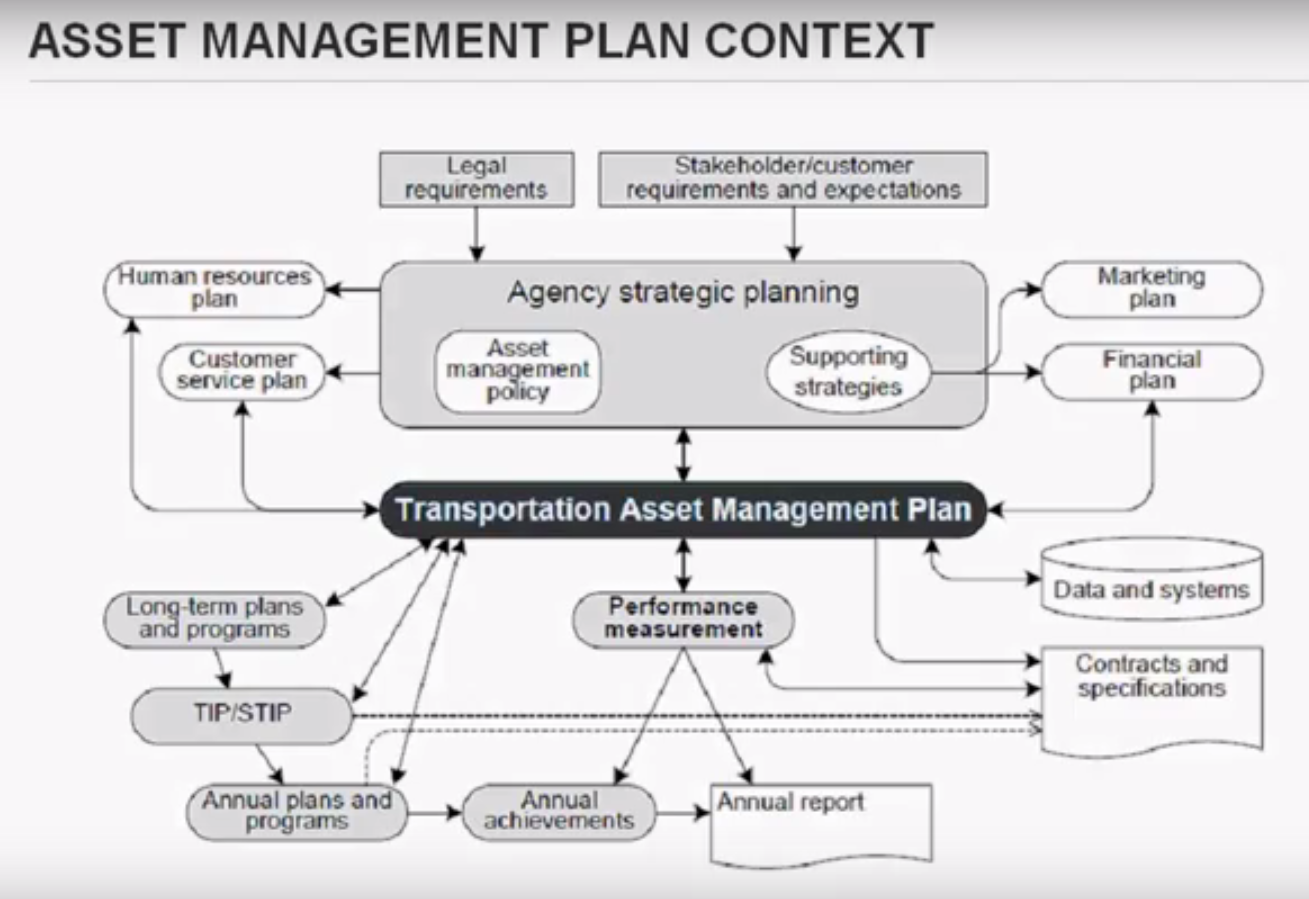 ASSET MANAGEMENT PLAN CONTEXT
Legal
requirements
Stakeholder/customer
requirements and expectations
Human resources
plan
Agency strategic planning
Marketing
plan
Customer
service plan
Asset
management
policy
Supporting
strategies
Financial
plan
Transportation Asset Management Plan
Data and systems
Long-term plans
and programs
Performance
measurement
Contracts and
specifications
TIP/STIP
Annual plans and
programs
Annual
achievements
Annual report